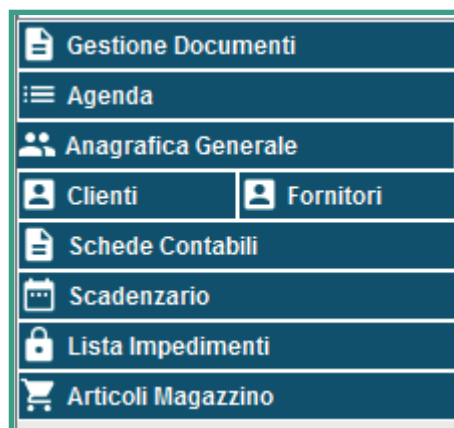 Gestione Documenti
Agenda
Anagrafica Generale
Clienti Fornitori
Schede Contabili
Scadenzario
Lista Impedimenti
Articoli Magazzino